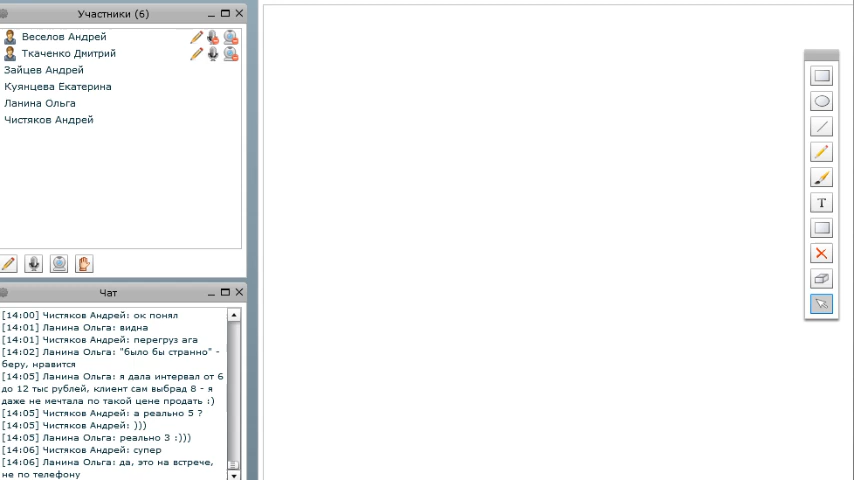 Участники (6)
Веселов Андрей
Ткаченко Дмитрий
Зайцев Андрей
Куянцева Екатерина
Ланина Ольга
Чистяков Андрей
Чат
[14:00] Чистяков Андрей: ок понял
[14:01] Ланина Ольга: видна
[14:01] Чистяков Андрей: перегруз ага
[14:02] Ланина Ольга: "было бы странно" -
беру, нравится
[14:05] Ланина Ольга: я дала интервал от 6
до 12 тыс рублей, клиент сам выбрад 8 - я
даже не мечтала по такой цене продать :)
[14:05] Чистяков Андрей: а реально 5 ?
[14:05] Чистяков Андрей: )))
[14:05] Ланина Ольга: реально 3 :)))
[14:06] Чистяков Андрей: супер
[14:06] Ланина Ольга: да, это на встрече,
не по телефону
T